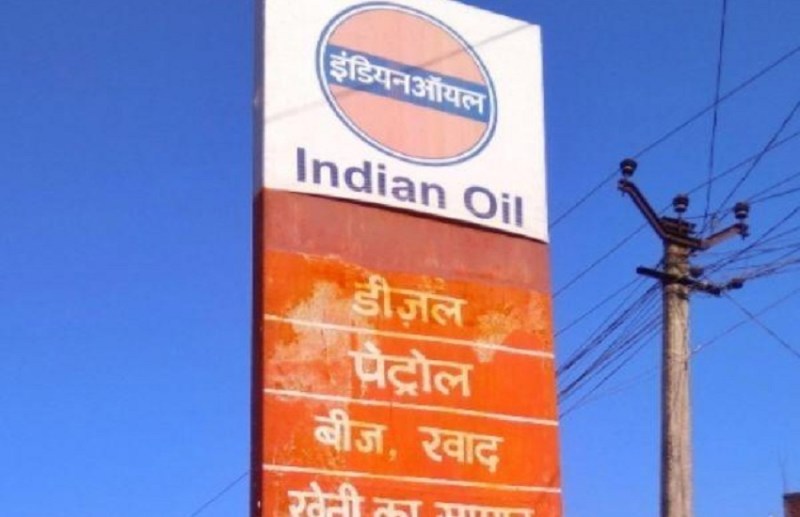 इंडियनऑयल
Indian Oil
डीज़ल
पेट्रोल
बीज, खाद
खेती का सामान